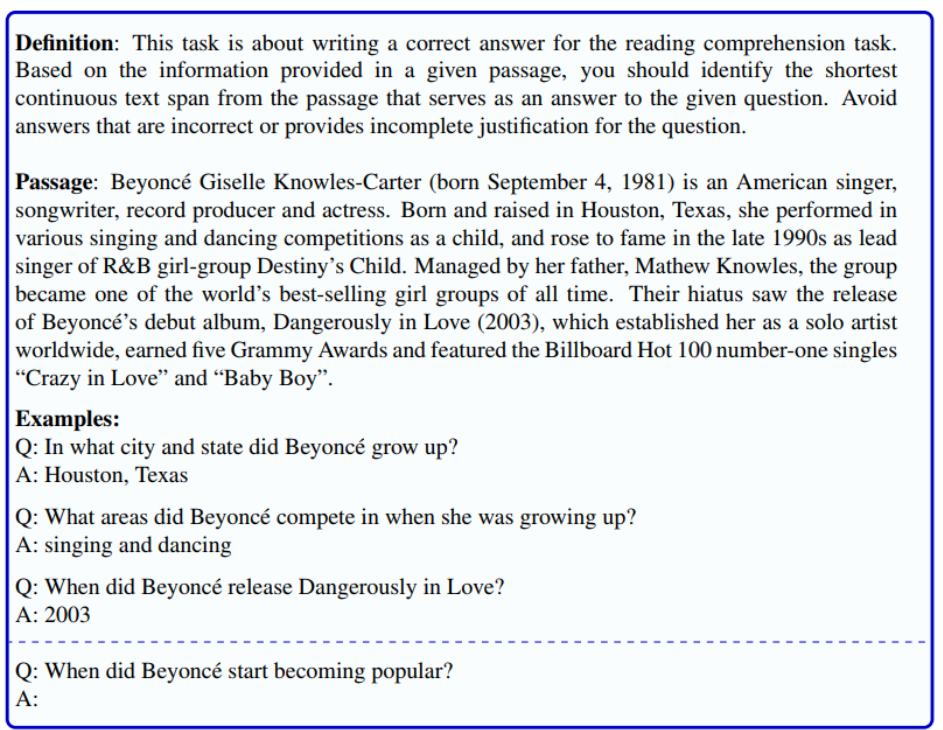 Definition: This task is about writing a correct answer for the reading comprehension task.
Based on the information provided in a given passage, you should identify the shortest
continuous text span from the passage that serves as an answer to the given question. Avoid
answers that are incorrect or provides incomplete justification for the question.
Passage: Beyoncé Giselle Knowles-Carter (born September 4, 1981) is an American singer,
songwriter, record producer and actress. Born and raised in Houston, Texas, she performed in
various singing and dancing competitions as a child, and rose to fame in the late 1990s as lead
singer of R&B girl-group Destiny's Child. Managed by her father, Mathew Knowles, the group
became one of the world's best-selling girl groups of all time. Their hiatus saw the release
of Beyoncé's debut album, Dangerously in Love (2003), which established her as a solo artist
worldwide, earned five Grammy Awards and featured the Billboard Hot 100 number-one singles
“Crazy in Love” and “Baby Boy”.
Examples:
Q: In what city and state did Beyoncé grow up?
A: Houston, Texas
Q: What areas did Beyoncé compete in when she was growing up?
A: singing and dancing
Q: When did Beyoncé release Dangerously in Love?
A: 2003
Q: When did Beyoncé start becoming popular?
A: